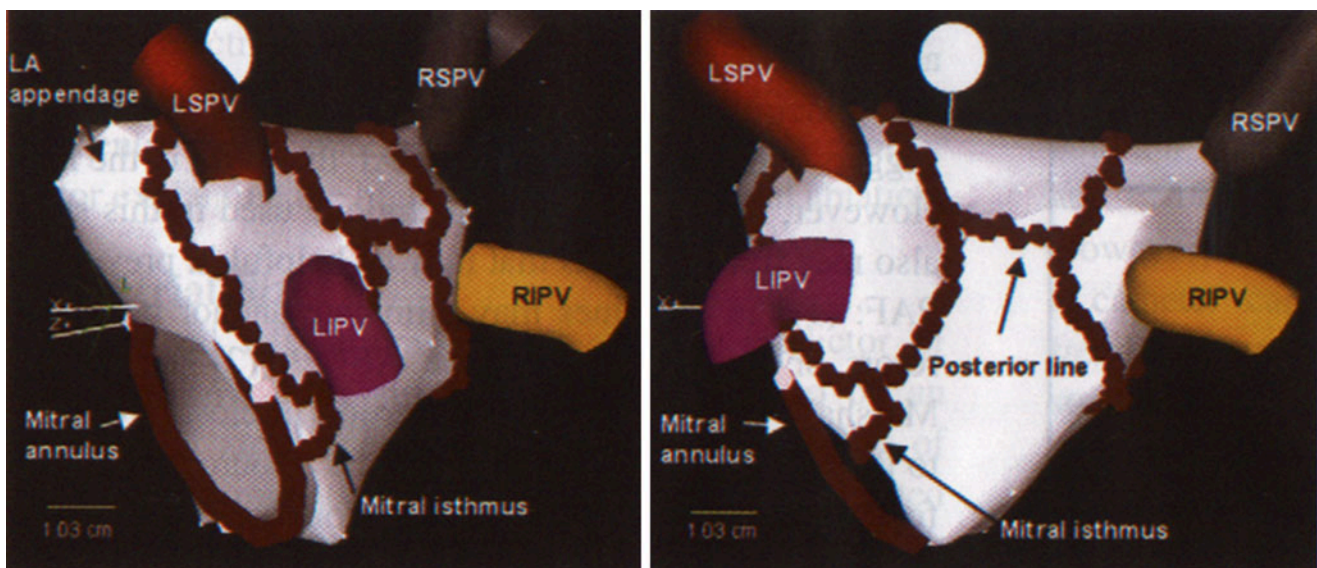 LA
appendage
LSPV
RSPV
LIPV
RIPV
Mitral
annulus
Mitral isthmus
1.03 cm
LSPV
RSPV
LIPV
RIPV
Posterior line
Mitral
annulus
Mitral isthmus
1.03 cm